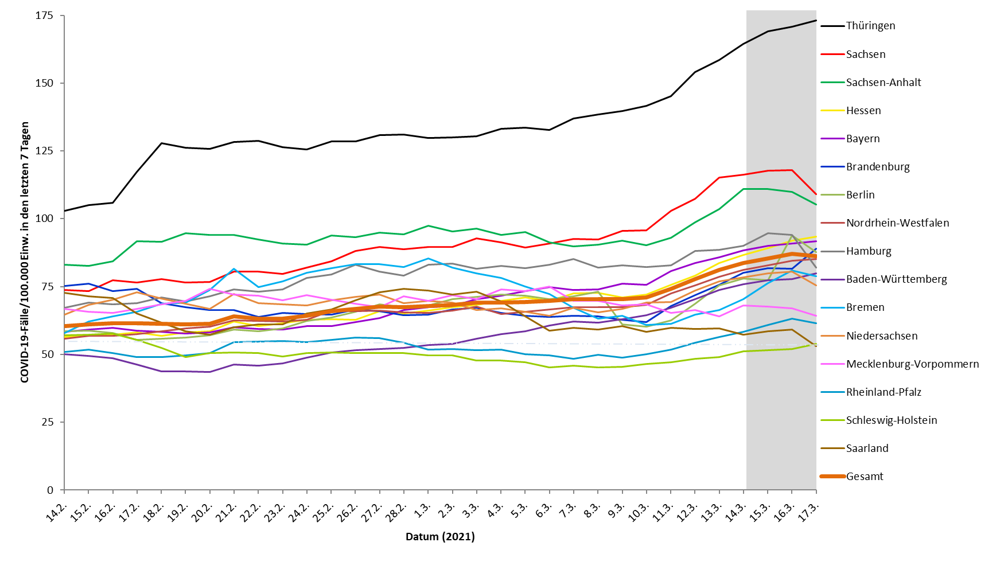 175
150
125
100
75
50
25
0
COVID-19-Fälle/100.000 Einw. in den letzten 7 Tagen
14.2.
15.2.
16.2.
17.2.
18.2.
19.2.
20.2.
21.2.
22.2.
23.2.
24.2.
25.2.
26.2.
27.2.
28.2.
1.3.
2.3.
3.3.
4.3.
5.3.
6.3.
7.3.
8.3.
9.3.
10.3.
11.3.
12.3.
13.3.
14.3.
15.3.
16.3.
17.3.
Datum (2021)
Thüringen
Sachsen
Sachsen-Anhalt
Hessen
Bayern
Brandenburg
Berlin
Nordrhein-Westfalen
Hamburg
Baden-Württemberg
Bremen
Niedersachsen
Mecklenburg-Vorpommern
Rheinland-Pfalz
Schleswig-Holstein
Saarland
Gesamt